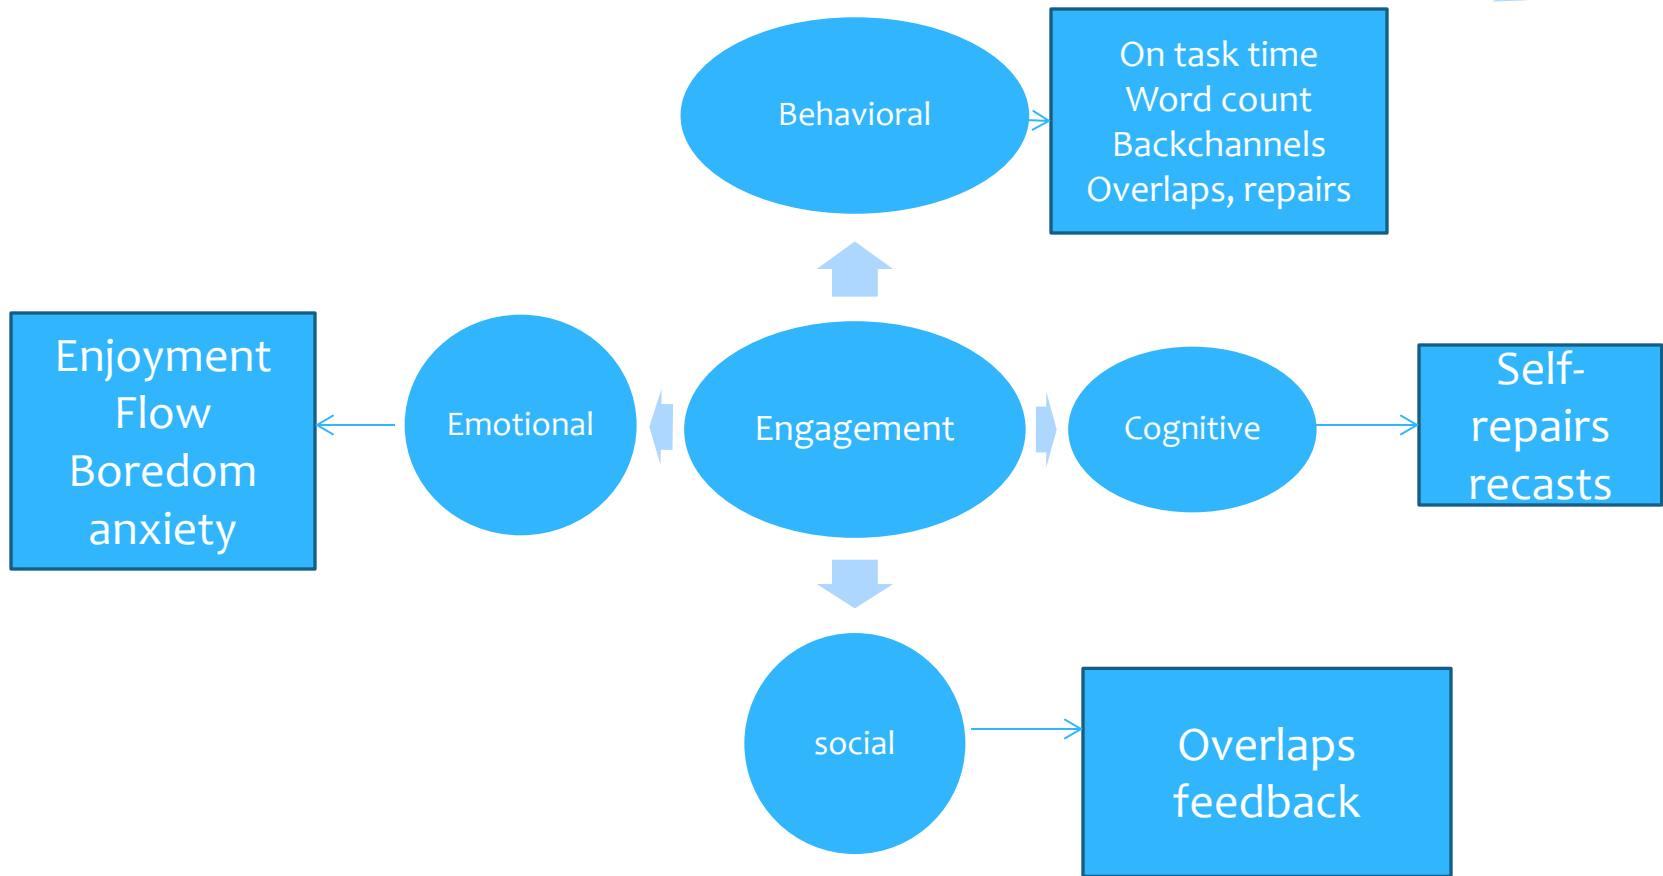 Behavioral
On task time
Word count
Backchannels
Overlaps, repairs
Enjoyment
Flow
Boredom
anxiety
Emotional
Engagement
Cognitive
Self-
repairs
recasts
social
Overlaps
feedback